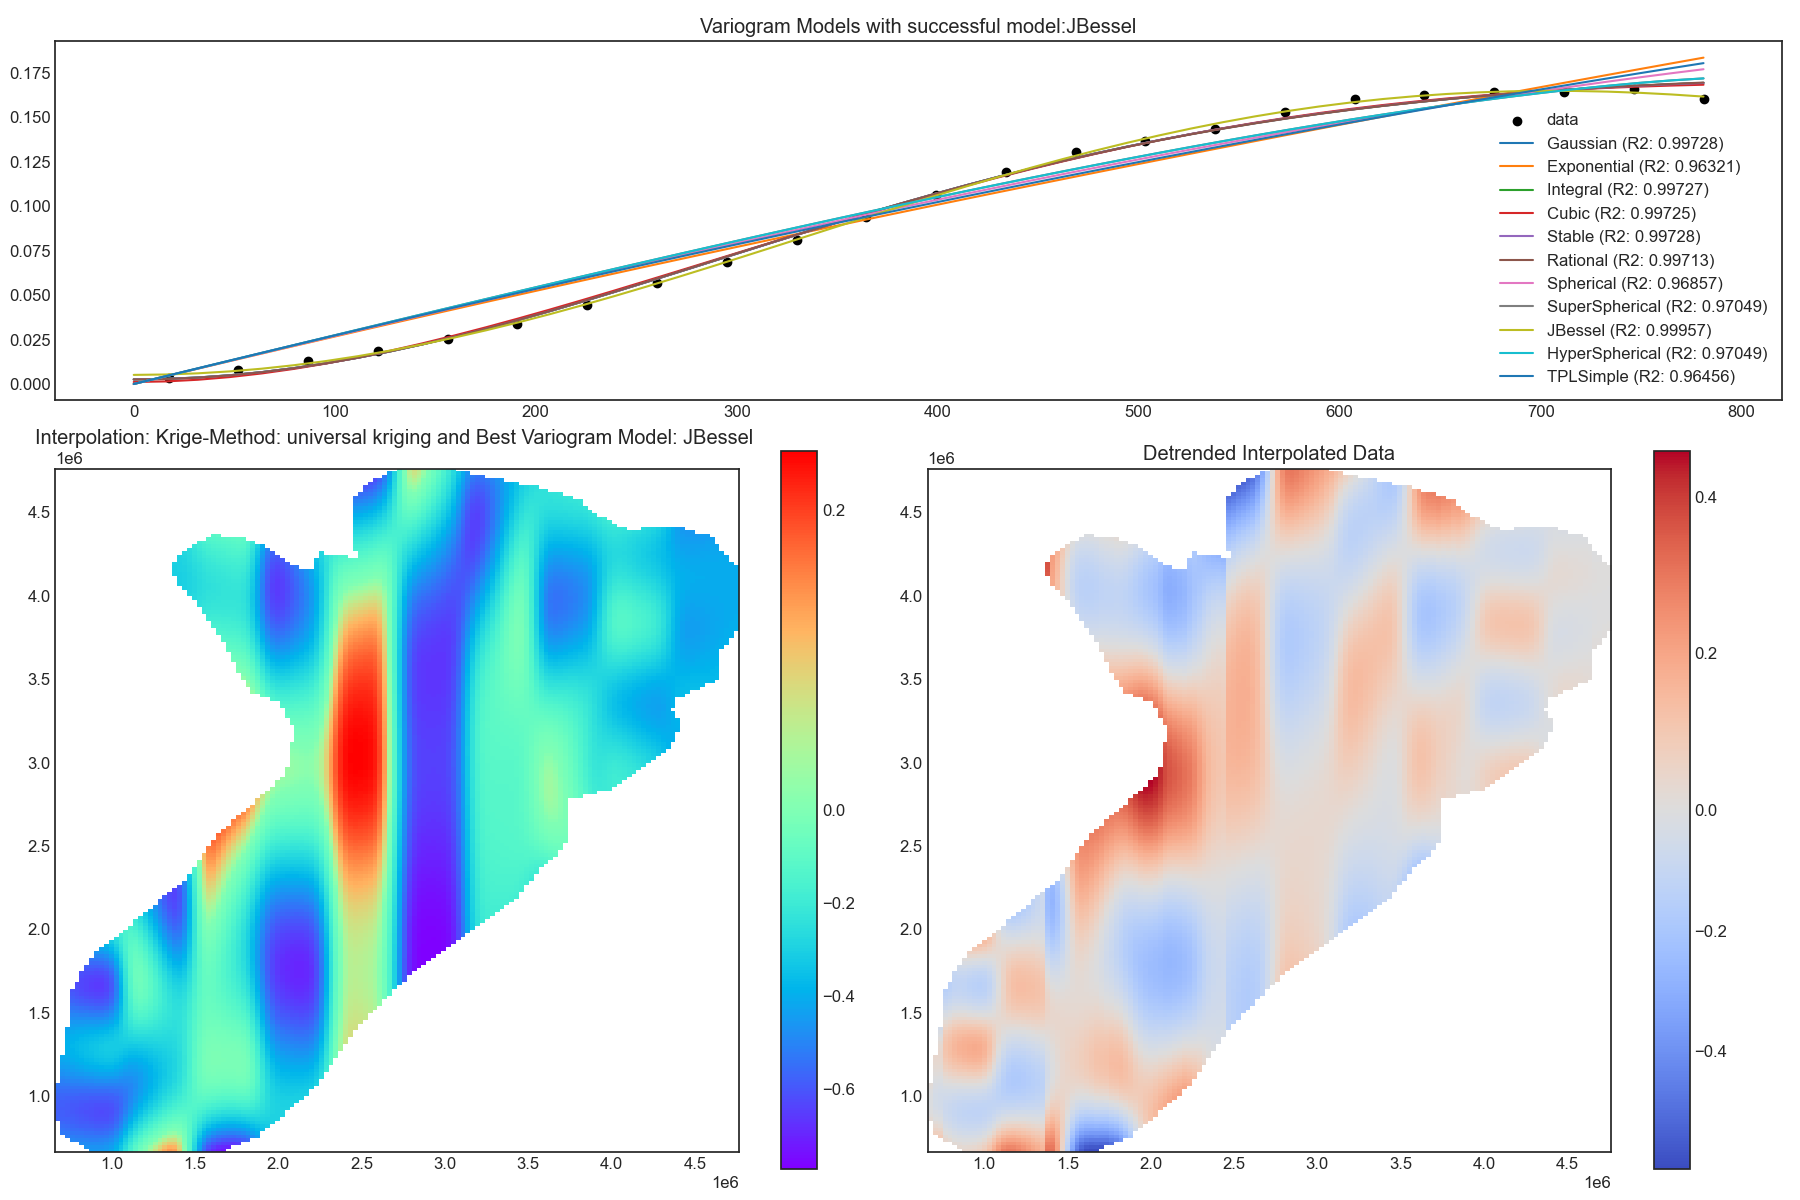 Variogram Models with successful model:JBessel
0.175
0.150
0.125
0.100
0.075
0.050
0.025
0.000
data
Gaussian (R2: 0.99728)
Exponential (R2: 0.96321)
Integral (R2: 0.99727)
Cubic (R2: 0.99725)
Stable (R2: 0.99728)
Rational (R2: 0.99713)
Spherical (R2: 0.96857)
SuperSpherical (R2: 0.97049)
JBessel (R2: 0.99957)
HyperSpherical (R2: 0.97049)
TPLSimple (R2: 0.96456)
0 100 200 300 400 500 600 700 800
Interpolation: Krige-Method: universal kriging and Best Variogram Model: JBessel
1e6
4.5
4.0
3.5
3.0
2.5
2.0
1.5
1.0
1.0 1.5 2.0 2.5 3.0 3.5 4.0 4.5
1e6
0.2
0.0
−0.2
−0.4
−0.6
Detrended Interpolated Data
1e6
4.5
4.0
3.5
3.0
2.5
2.0
1.5
1.0
1.0 1.5 2.0 2.5 3.0 3.5 4.0 4.5
1e6
0.4
0.2
0.0
−0.2
−0.4